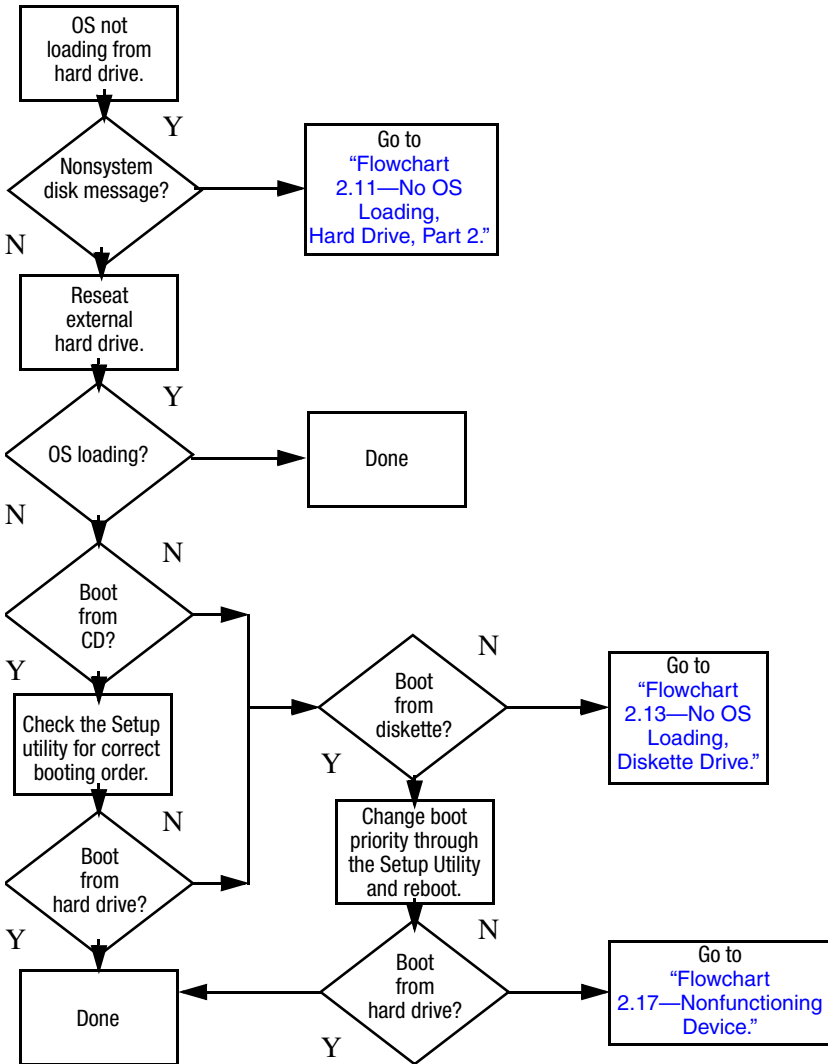 OS not
loading from
hard drive.
Y
Nonsystem
disk message?
Go to
“Flowchart
2.11—No OS
Loading,
Hard Drive, Part 2.”
N
Reseat
external
hard drive.
Y
OS loading?
Done
N
N
Boot
from
CD?
Y
Check the Setup
utility for correct
booting order.
N
Boot
from
hard drive?
Y
Done
Boot
from
diskette?
N
Go to
“Flowchart
2.13—No OS
Loading,
Diskette Drive.”
Y
Change boot
priority through
the Setup Utility
and reboot.
N
Boot
from
hard drive?
Y
Go to
“Flowchart
2.17—Nonfunctioning
Device.”